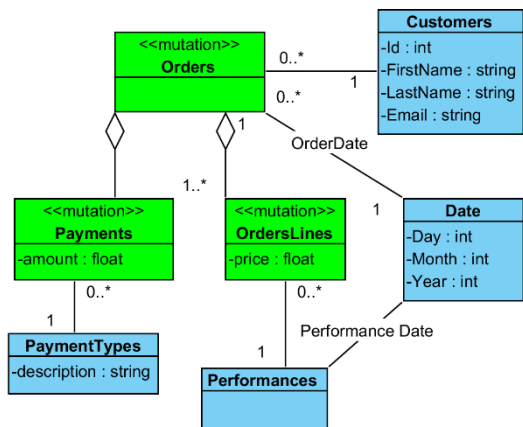 <<mutation>>
Orders
Customers
-Id : int
-FirstName : string
-LastName : string
-Email : string
0..*
1
0..*
1
OrderDate
1..*
1
<<mutation>>
Payments
-amount : float
<<mutation>>
OrdersLines
-price : float
Date
-Day : int
-Month : int
-Year : int
0..*
1
0..*
1
Performance Date
PaymentTypes
-description : string
Performances